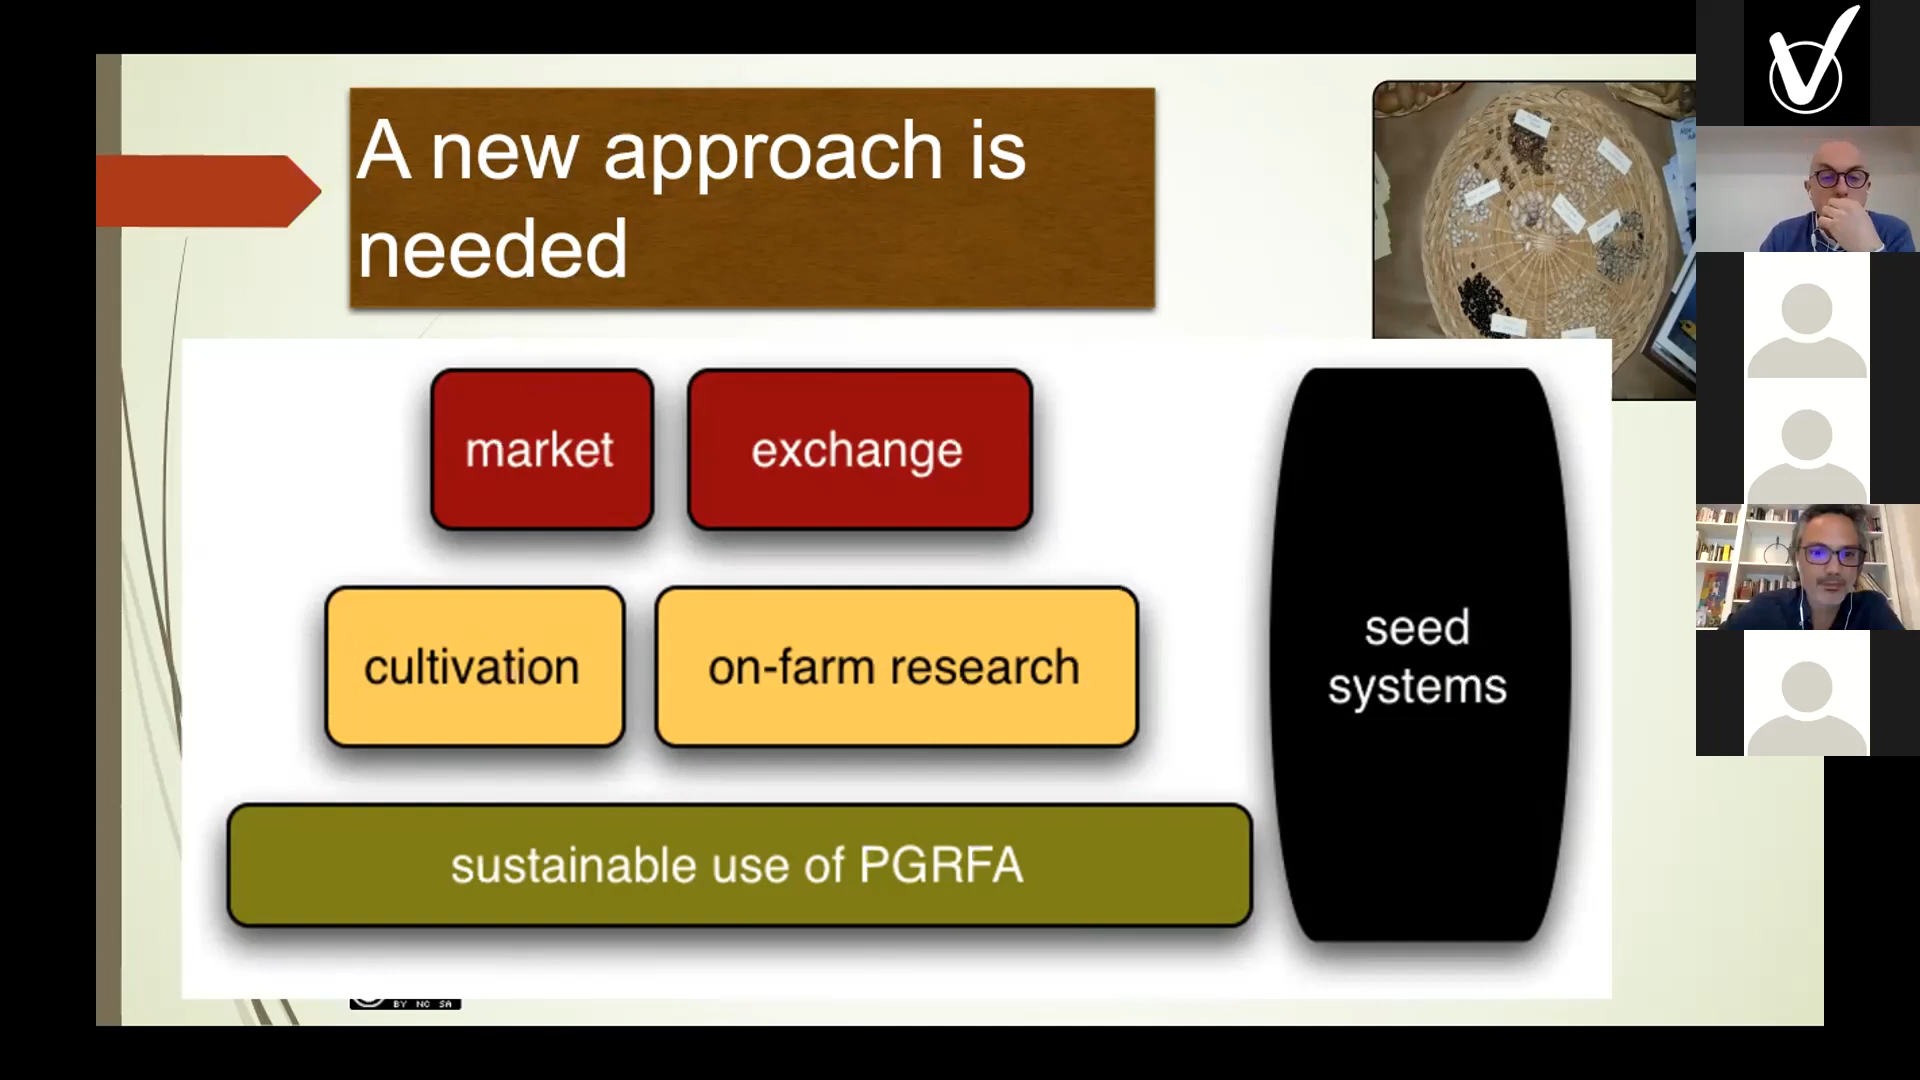 A new approach is
needed
market
exchange
cultivation
on-farm research
sustainable use of PGRFA
seed
systems
BY NC SA